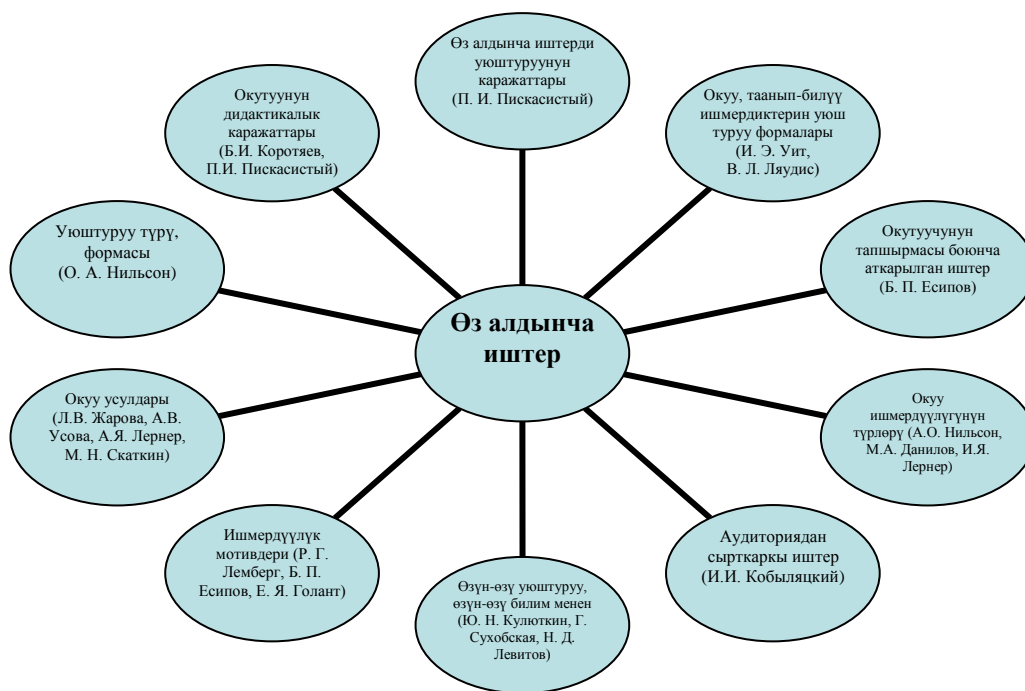 Өз алдынча иштерди
уюштуруунун
каражаттары
(П. И. Пискасистый)
Окутуунун
дидактикалык
каражаттары
(Б.И. Коротяев,
П.И. Пискасистый)
Окуу, таанып-билүү
ишмердиктерин уюш
туруу формалары
(И. Э. Уит,
В. Л. Ляудис)
Уюштуруу түрү,
формасы
(О. А. Нильсон)
Окутуучунун
тапшырмасы боюнча
аткарылган иштер
(Б. П. Есипов)
Өз алдынча
иштер
Окуу усулдары
(Л.В. Жарова, А.В.
Усова, А.Я. Лернер,
М. Н. Скаткин)
Окуу
ишмердүүлүгүнүн
түрлөрү (А.О. Нильсон,
М.А. Данилов, И.Я.
Лернер)
Ишмердүүлүк
мотивдери (Р. Г.
Лемберг, Б. П.
Есипов, Е. Я. Голант)
Аудиториядан
сырткаркы иштер
(И.И. Кобыляцкий)
Өзүн-өзү уюштуруу,
өзүн-өзү билим менен
(Ю. Н. Кулюткин, Г.
Сухобская, Н. Д.
Левитов)